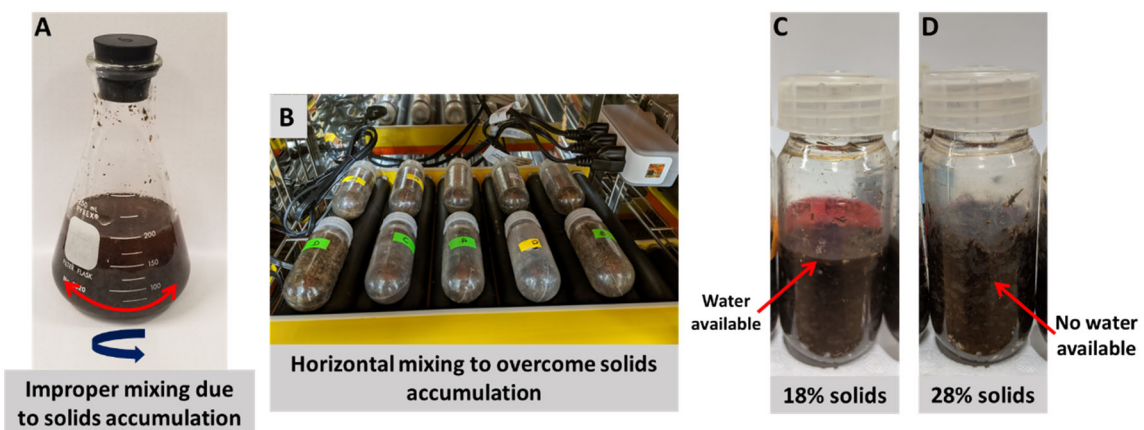 A
PYREX®
200
150
100
Improper mixing due
to solids accumulation
B
D
C
A
Horizontal mixing to overcome solids
accumulation
C
Water
available
18% solids
D
No water
available
28% solids